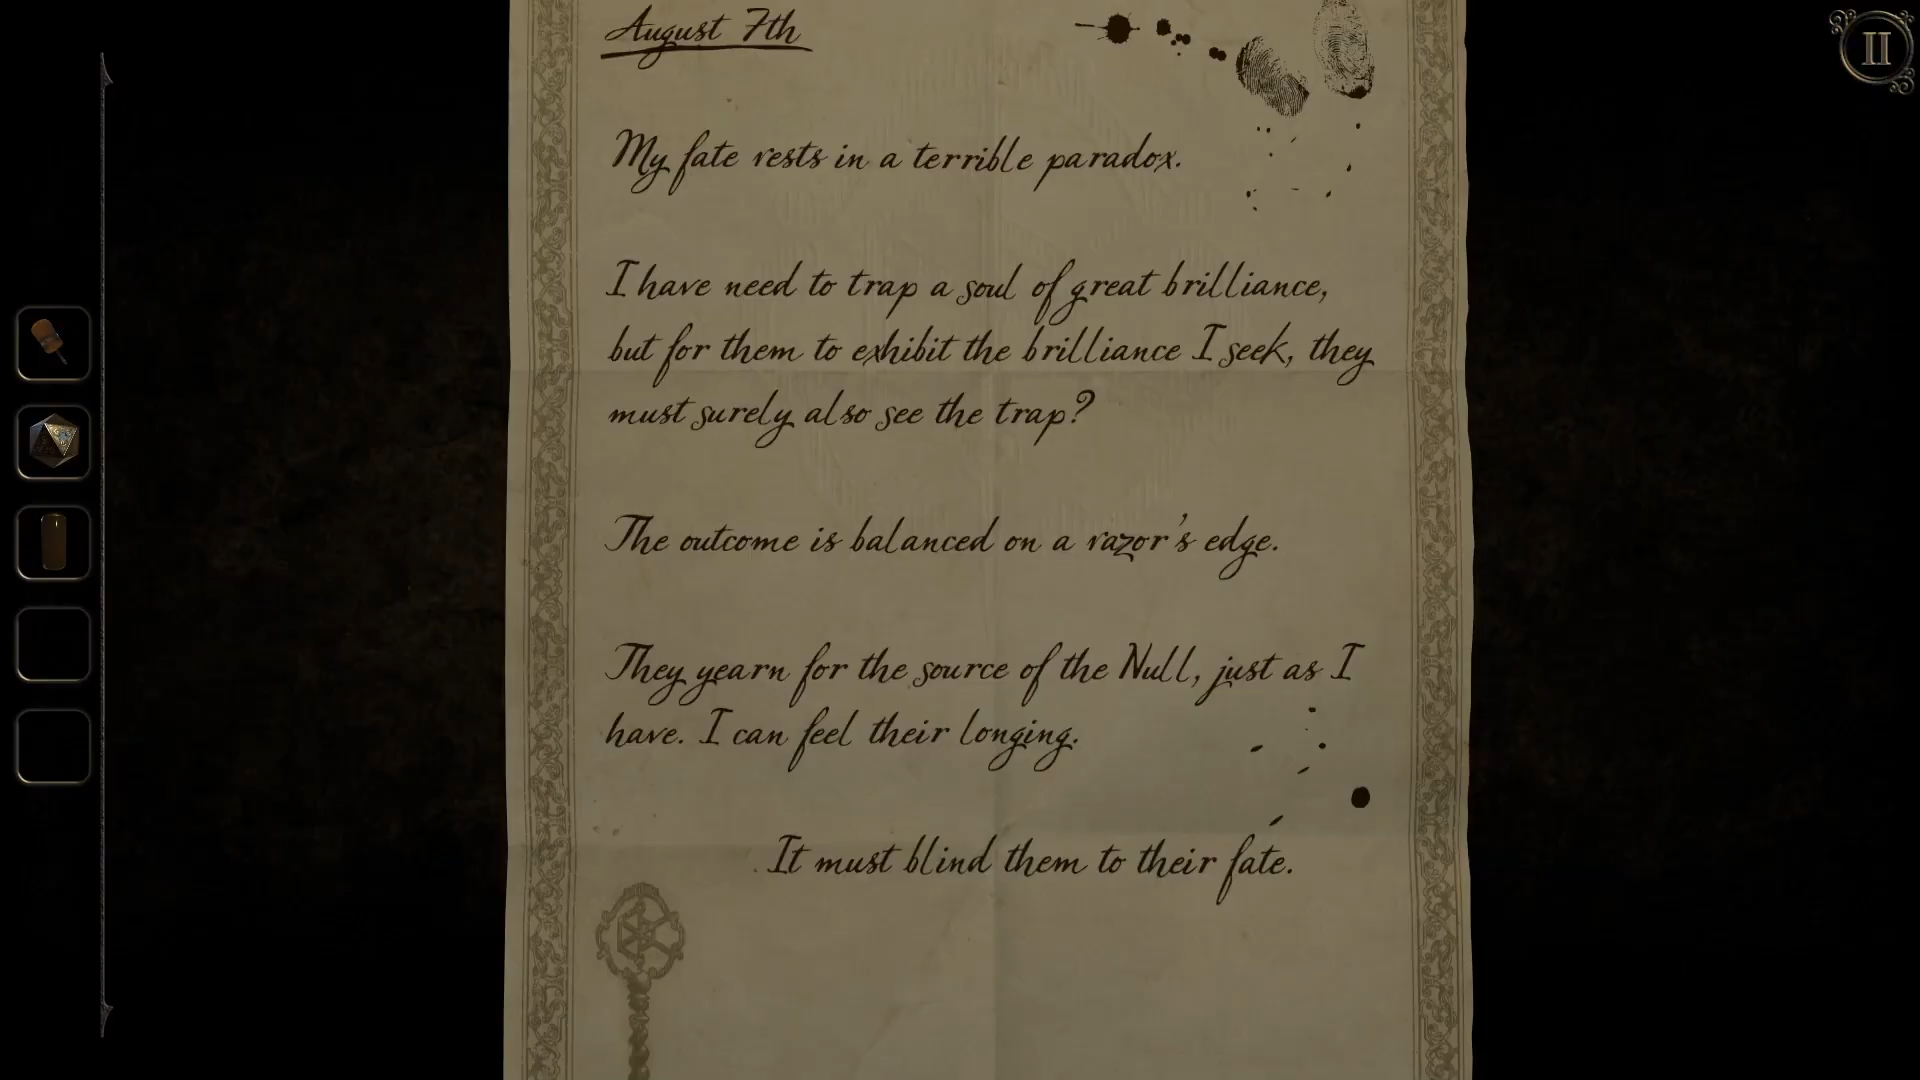 August 7th
My fate rests in a terrible paradox.
I have need to trap a soul of great brilliance,
but for them to exhibit the brilliance I seek, they
must surely also see the trap?
The outcome is balanced on a razor's edge.
They yearn for the source of the Null, just as I
have. I can feel their longing.
It must blind them to their fate.